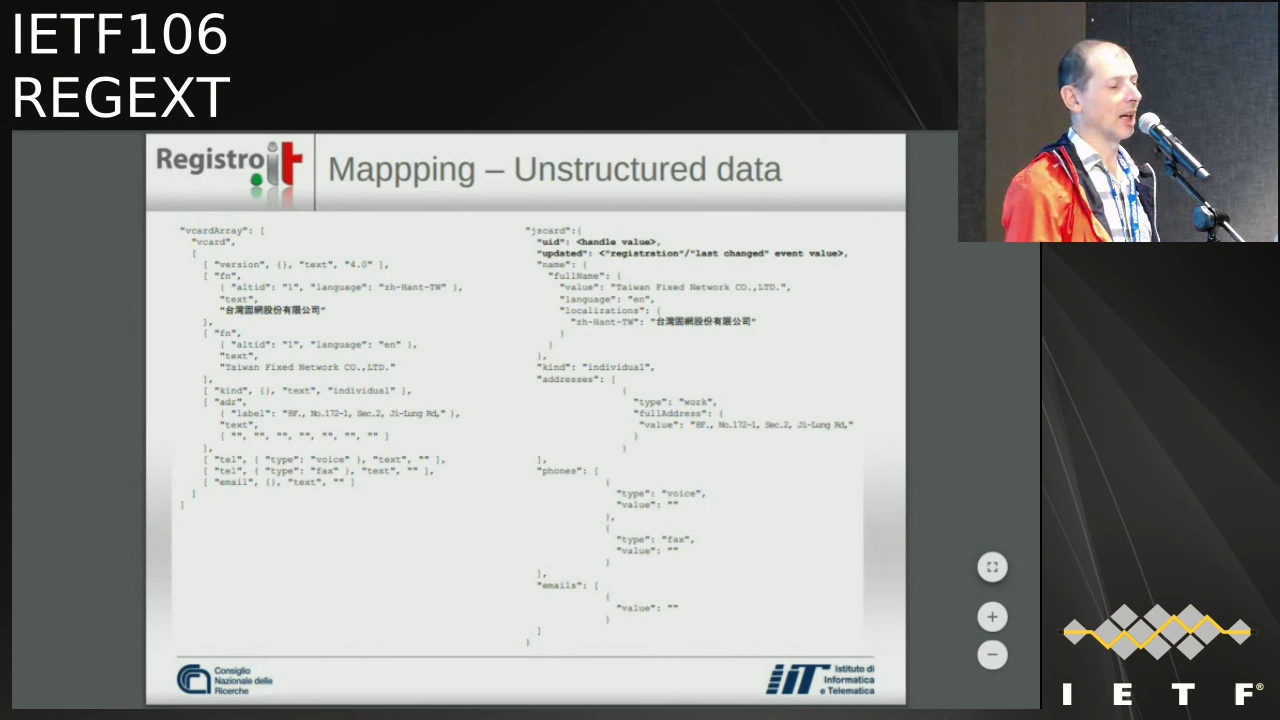 IETF106
REGEXT
Registro.it
Mappping – Unstructured data
"vcardArray": [
"vcard",
[
[ "version", {}, "text", "4.0" ],
[ "fn",
{ "altid": "1", "language": "zh-Hant-TW" },
"text",
"台灣固網股份有限公司"
],
[ "fn",
{ "altid": "1", "language": "en" },
"text",
"Taiwan Fixed Network CO.,LTD."
],
[ "kind", {}, "text", "individual" ],
[ "adr",
{ "label": "8F., No.172-1, Sec.2, Ji-Lung Rd," },
"text",
[ "", "", "", "", "", "", "" ]
],
[ "tel", { "type": "voice" }, "text", "" ],
[ "tel", { "type": "fax" }, "text", "" ],
[ "email", {}, "text", "" ]
]
]
"jscard":{
"uid": <handle value>,
"updated": <"registration"/"last changed" event value>,
"name": {
"fullName": {
"value": "Taiwan Fixed Network CO.,LTD.",
"language": "en",
"localizations": {
"zh-Hant-TW": "台灣固網股份有限公司"
}
}
},
"kind": "individual",
"addresses": [
{
"type": "work",
"fullAddress": {
"value": "8F., No.172-1, Sec.2, Ji-Lung Rd,"
}
}
],
"phones": [
{
"type": "voice",
"value": ""
},
{
"type": "fax",
"value": ""
}
],
"emails": [
{
"value": ""
}
]
}
Consiglio
Nazionale delle
Ricerche
IIT
Istituto di
Informatica
e Telematica
I E T F®